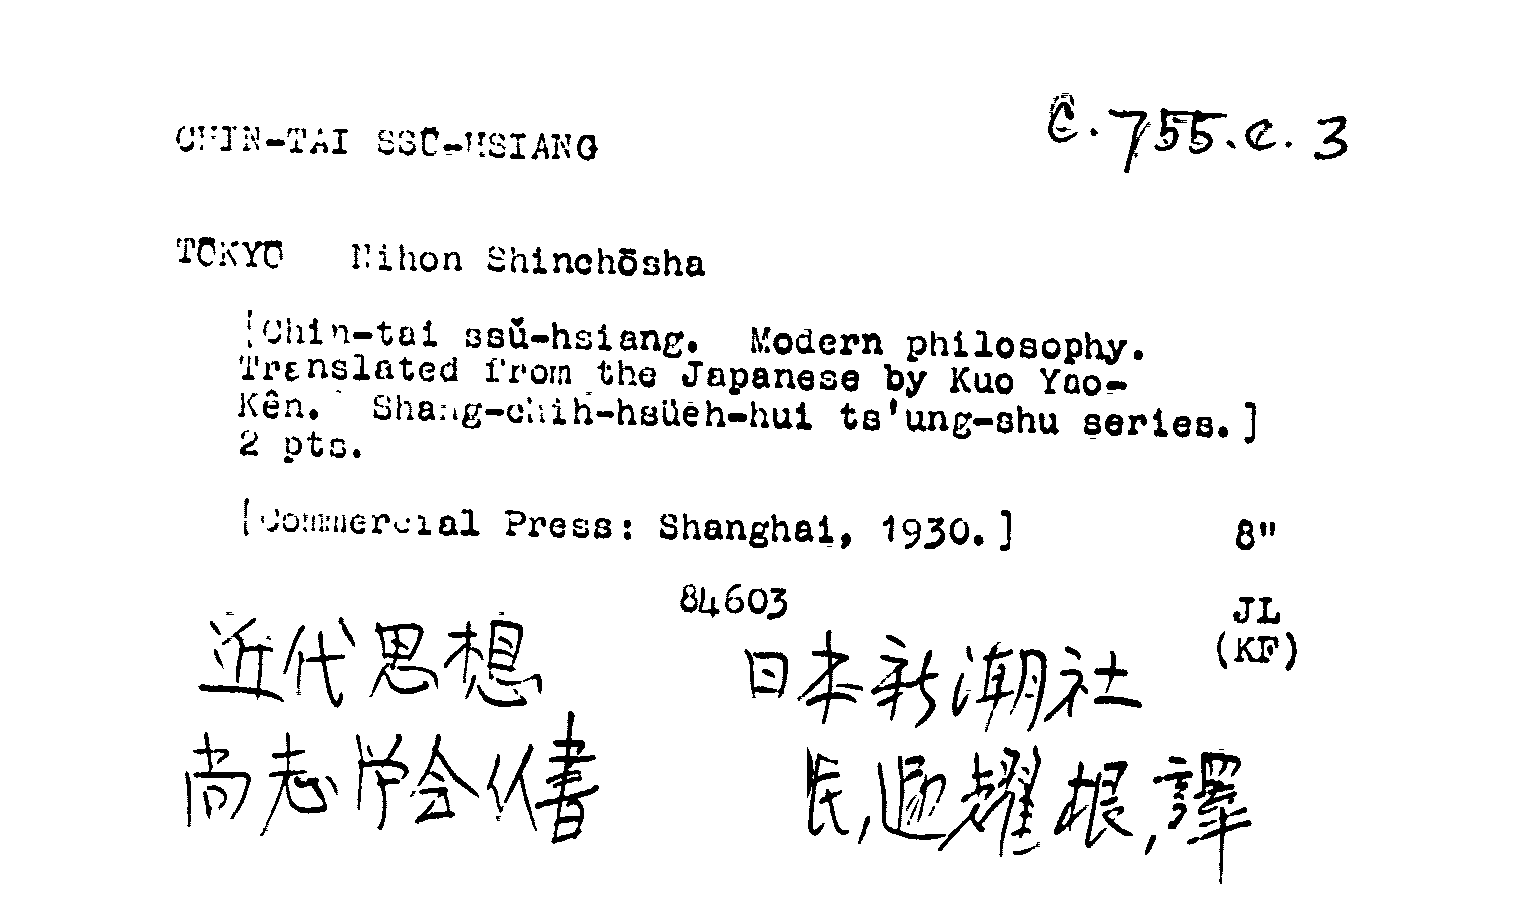 CHIN-TAI SSŬ-HSIANG
C.755.c.3
TŌKYŌ Nihon Shinchōsha
[Chin-tai ssŭ-hsiang. Modern philosophy.
Translated from the Japanese by Kuo Yao-
Kên. Shang-chih-hsüeh-hui ts'ung-shu series.]
2 pts.
[Commercial Press: Shanghai, 1930.] 8"
84603
JL
(KF)
近代思想 日本新潮社
尚志学会丛書 民,過耀根,譯